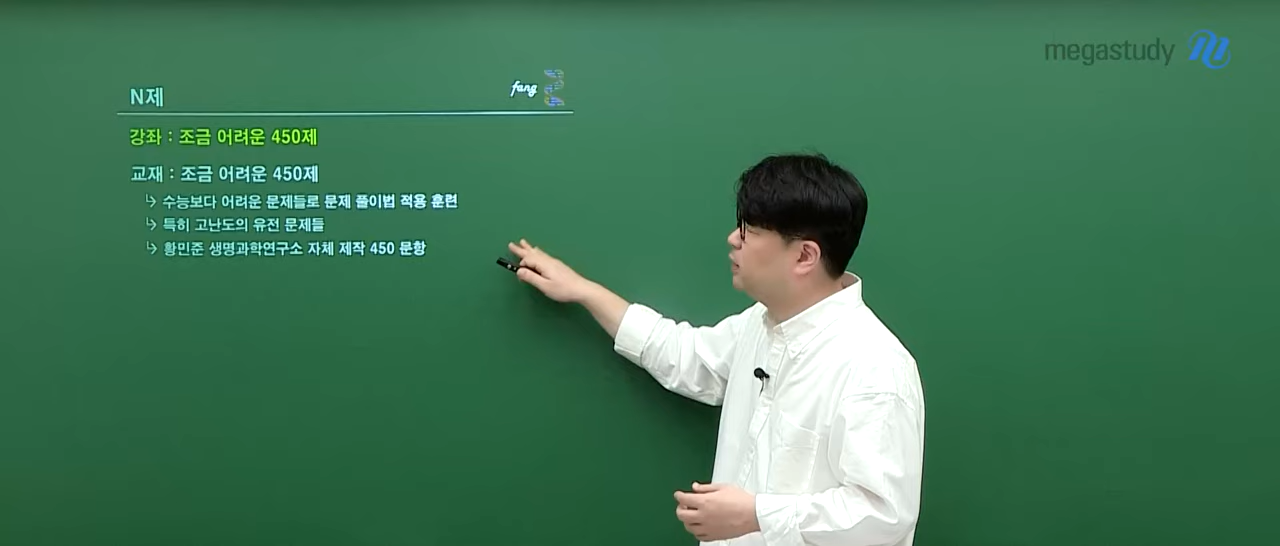 megastudy
N제
fang
강좌 : 조금 어려운 450제
교재 : 조금 어려운 450제
↳ 수능보다 어려운 문제들로 문제 풀이법 적용 훈련
↳ 특히 고난도의 유전 문제들
↳ 황민준 생명과학연구소 자체 제작 450 문항